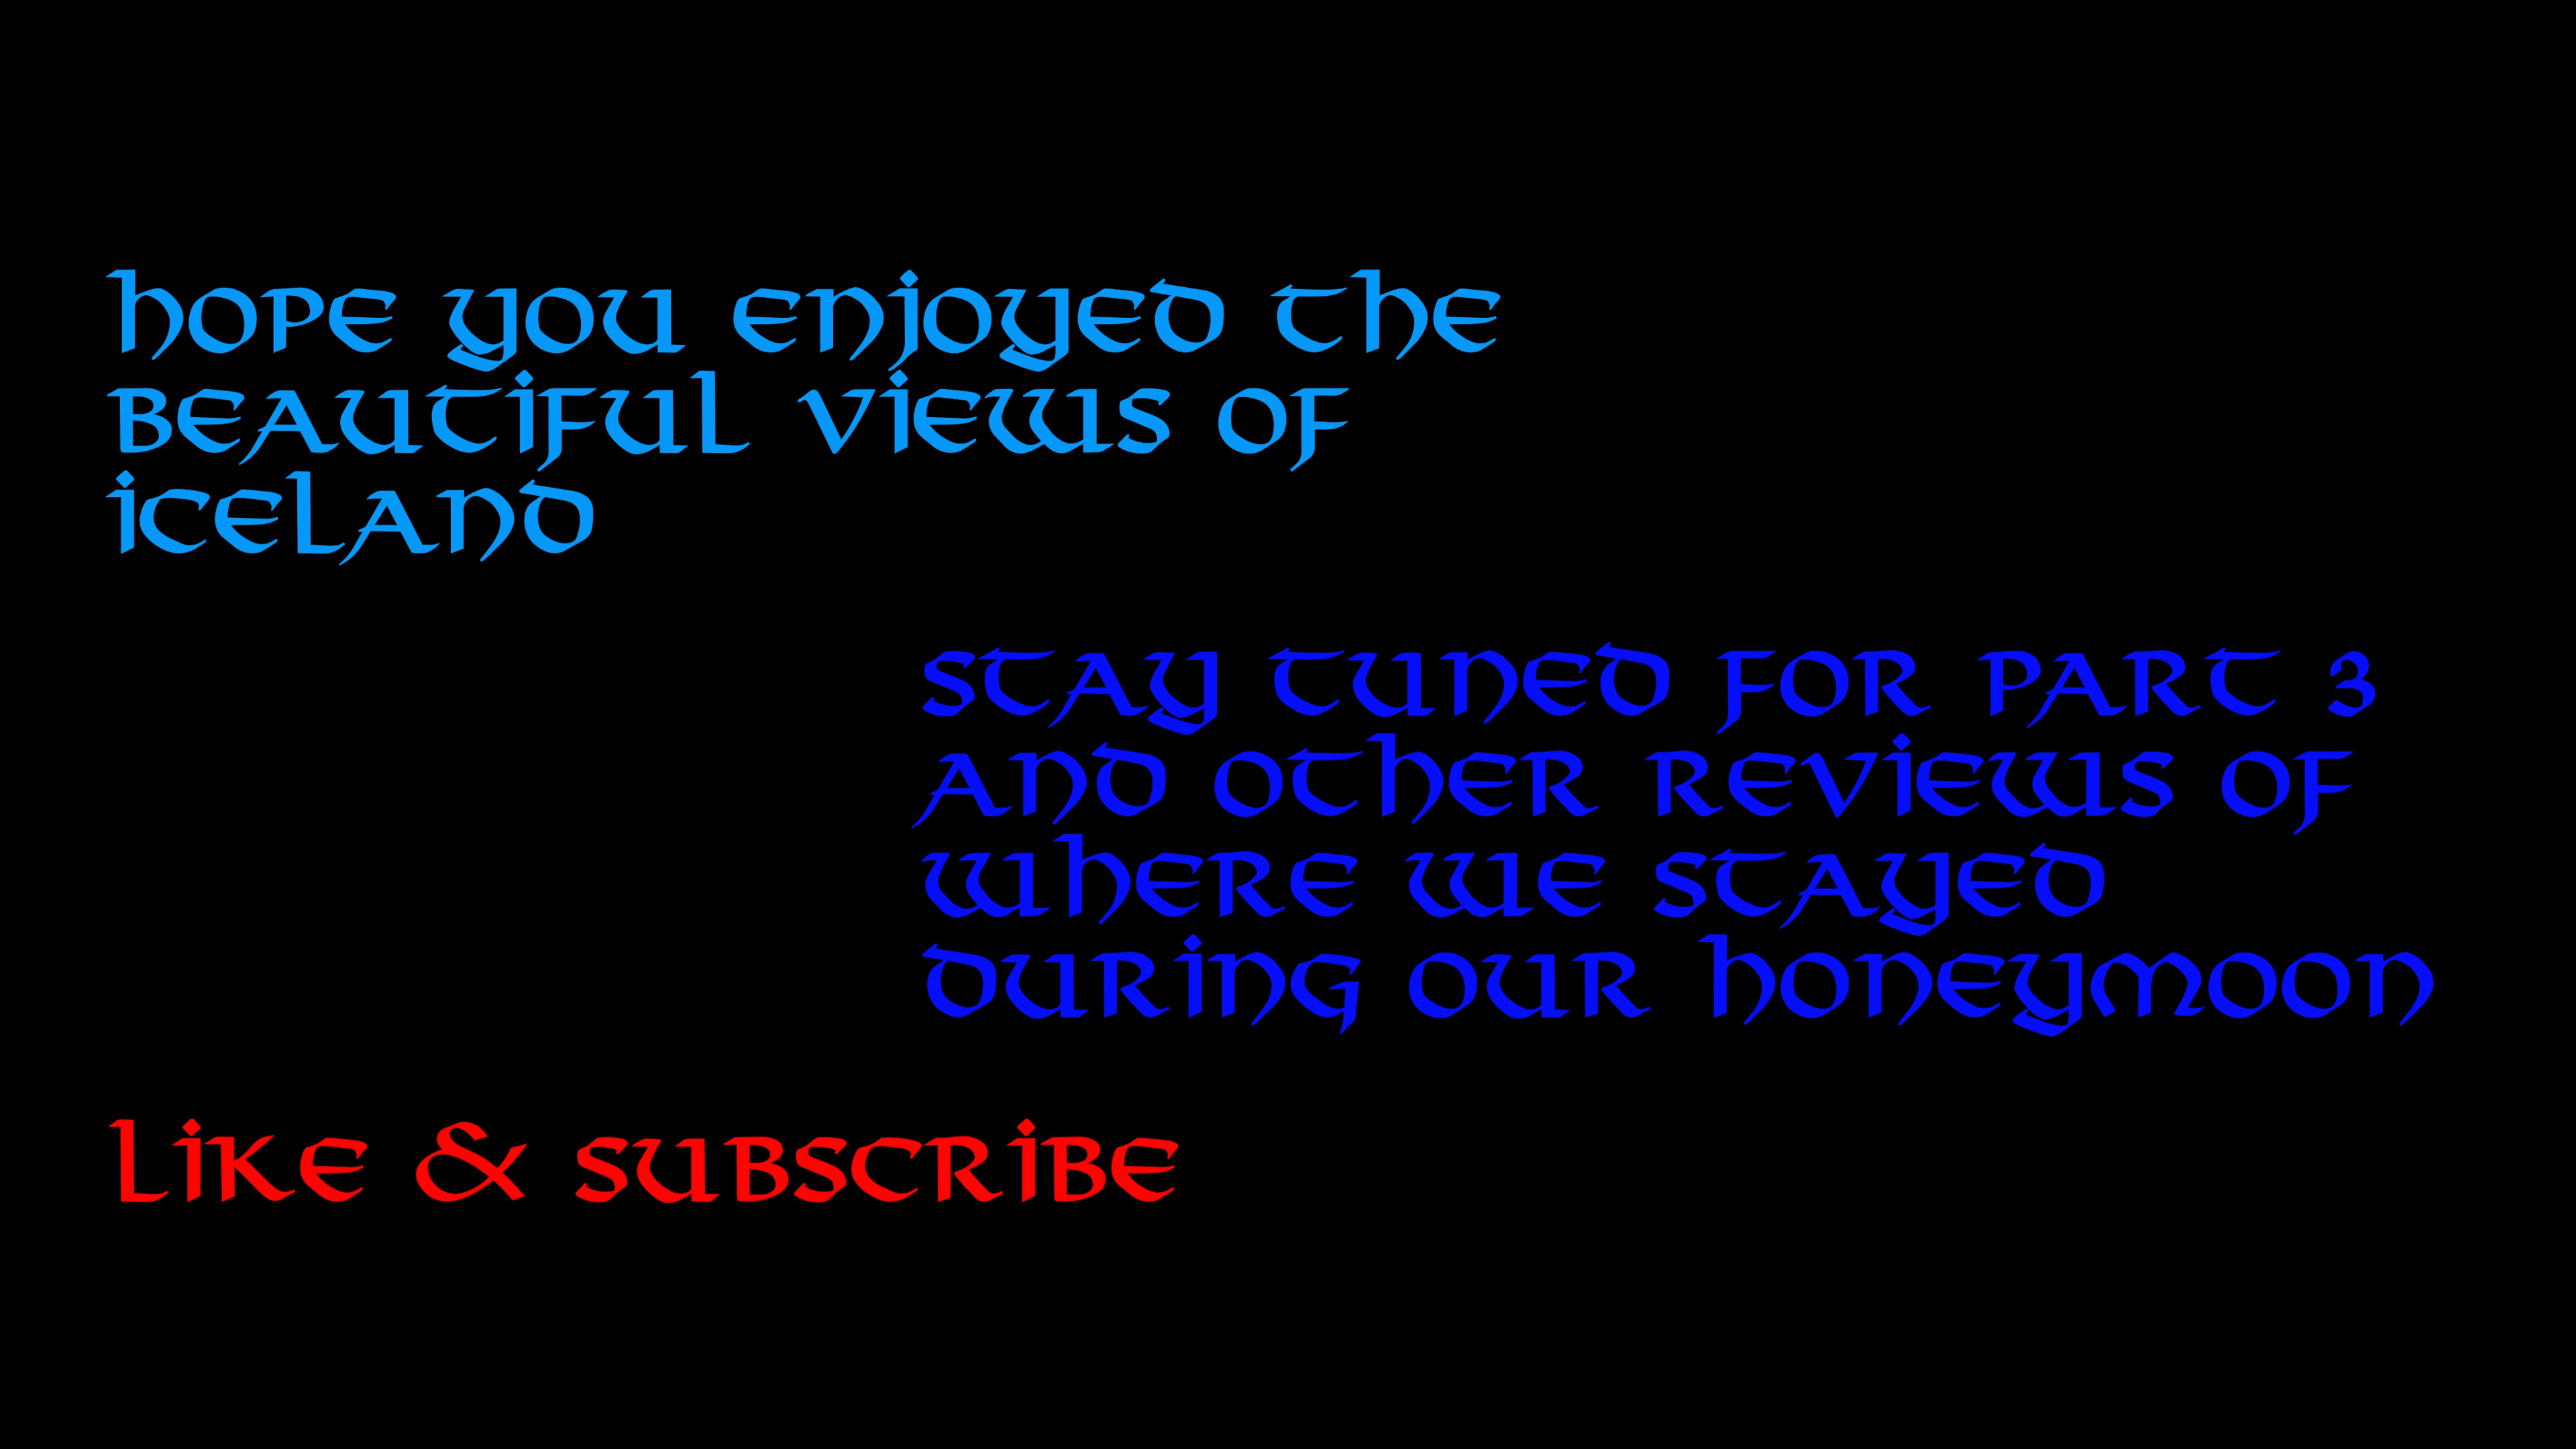 hope you enjoyed the
beautiful views of
iceland
stay tuned for part 3
and other reviews of
where we stayed
during our honeymoon
like & subscribe